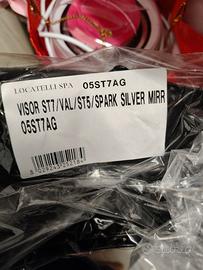 LOCATELLI SPA 05ST7AG
VISOR ST7/VAL/ST5/SPARK SILVER MIRR
05ST7AG